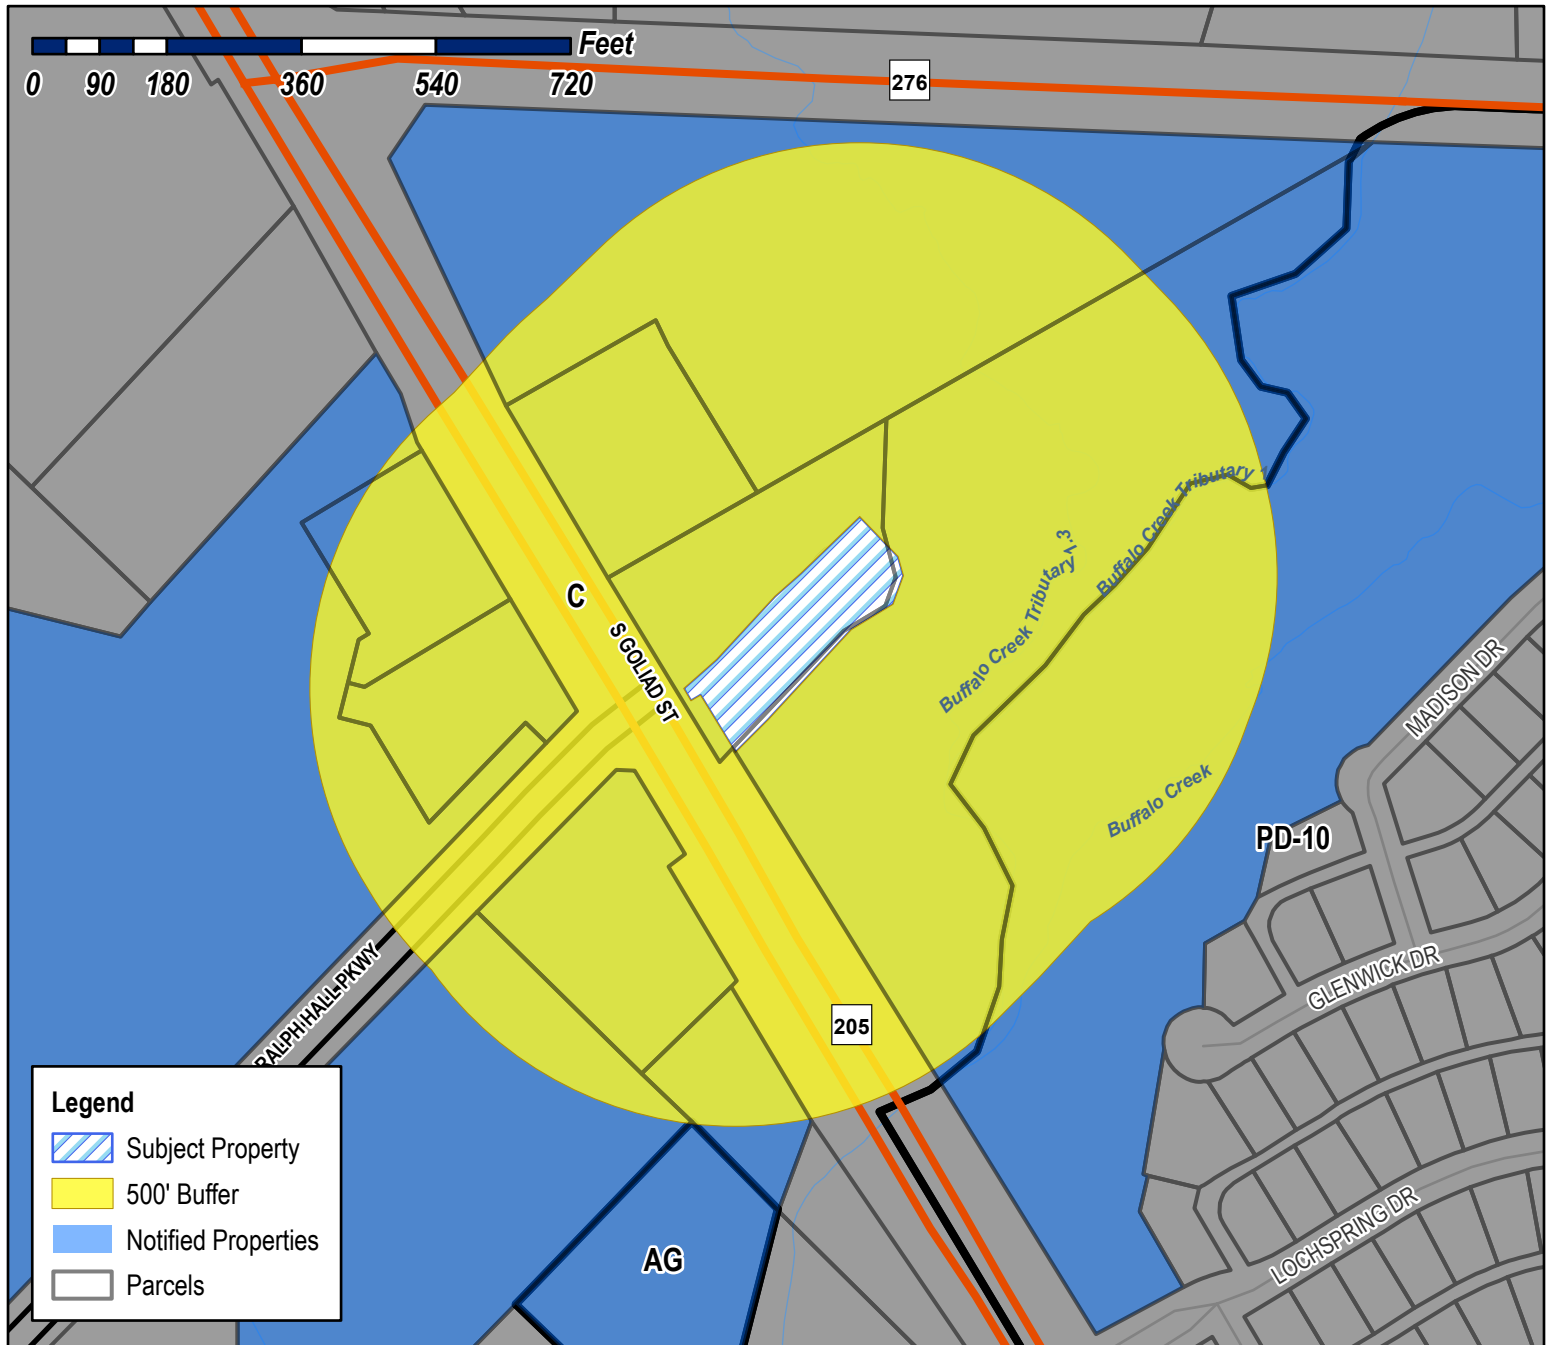 Feet
0 90 180 360 540 720
276
C
S GOLIAD ST
Buffalo Creek Tributary 1
Buffalo Creek Tributary 1.3
Buffalo Creek
MADISON DR
PD-10
GLENWICK DR
RALPH HALL PKWY
205
LOCHSPRING DR
AG
Legend
Subject Property
500' Buffer
Notified Properties
Parcels